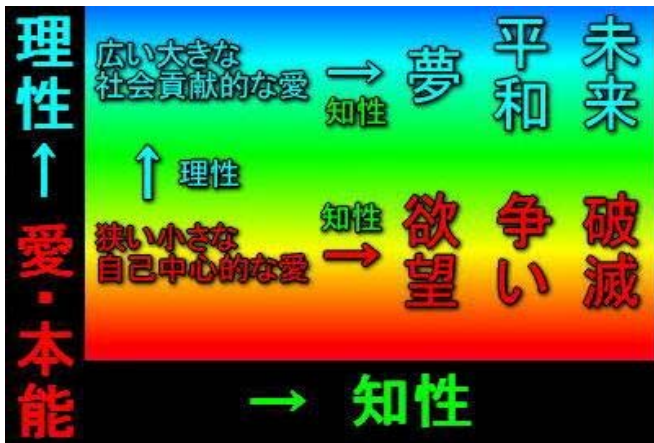 理性
↑
愛・本能
広い大きな
社会貢献的な愛
→
知性
夢
平和
未来
↑ 理性
狭い小さな
自己中心的な愛
知性
→
欲望
争い
破滅
→ 知性